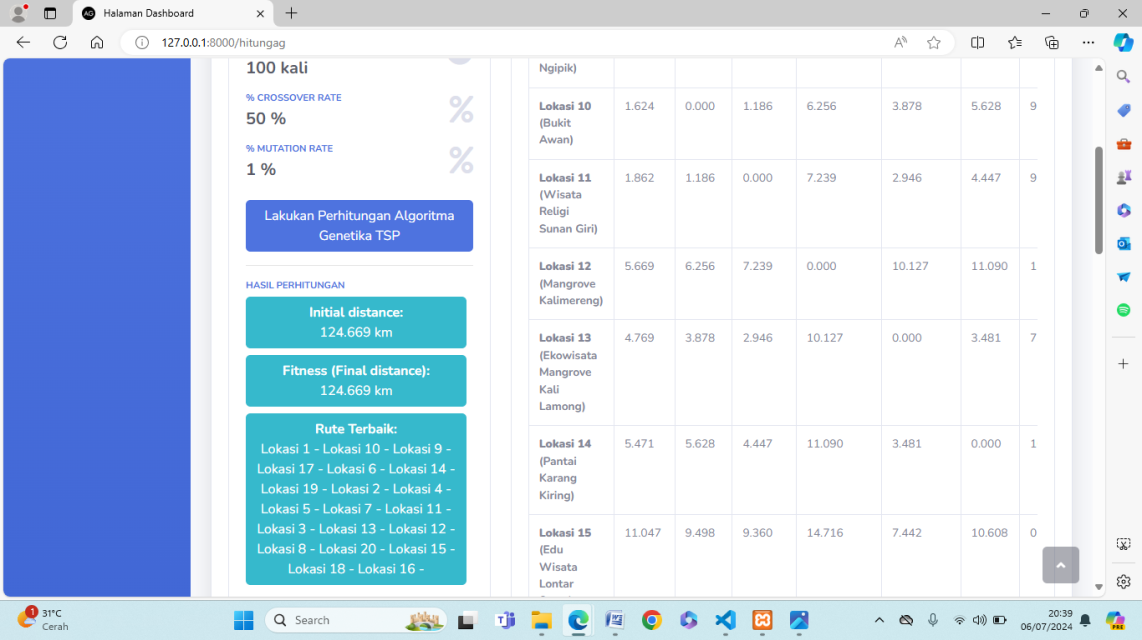 Halaman Dashboard
127.0.0.1:8000/hitungag
100 kali
% CROSSOVER RATE
50 %
% MUTATION RATE
1 %
Lakukan Perhitungan Algoritma
Genetika TSP
HASIL PERHITUNGAN
Initial distance:
124.669 km
Fitness (Final distance):
124.669 km
Rute Terbaik:
Lokasi 1 - Lokasi 10 - Lokasi 9 -
Lokasi 17 - Lokasi 6 - Lokasi 14 -
Lokasi 19 - Lokasi 2 - Lokasi 4 -
Lokasi 5 - Lokasi 7 - Lokasi 11 -
Lokasi 3 - Lokasi 13 - Lokasi 12 -
Lokasi 8 - Lokasi 20 - Lokasi 15 -
Lokasi 18 - Lokasi 16 -
Ngipik)
Lokasi 10 1.624 0.000 1.186 6.256 3.878 5.628 9
(Bukit
Awan)
Lokasi 11 1.862 1.186 0.000 7.239 2.946 4.447 9
(Wisata
Religi
Sunan Giri)
Lokasi 12 5.669 6.256 7.239 0.000 10.127 11.090 1
(Mangrove
Kalimereng)
Lokasi 13 4.769 3.878 2.946 10.127 0.000 3.481 7
(Ekowisata
Mangrove
Kali
Lamong)
Lokasi 14 5.471 5.628 4.447 11.090 3.481 0.000 1
(Pantai
Karang
Kiring)
Lokasi 15 11.047 9.498 9.360 14.716 7.442 10.608 0
(Edu
Wisata
Lontar
31°C
Cerah
Search
20:39
06/07/2024